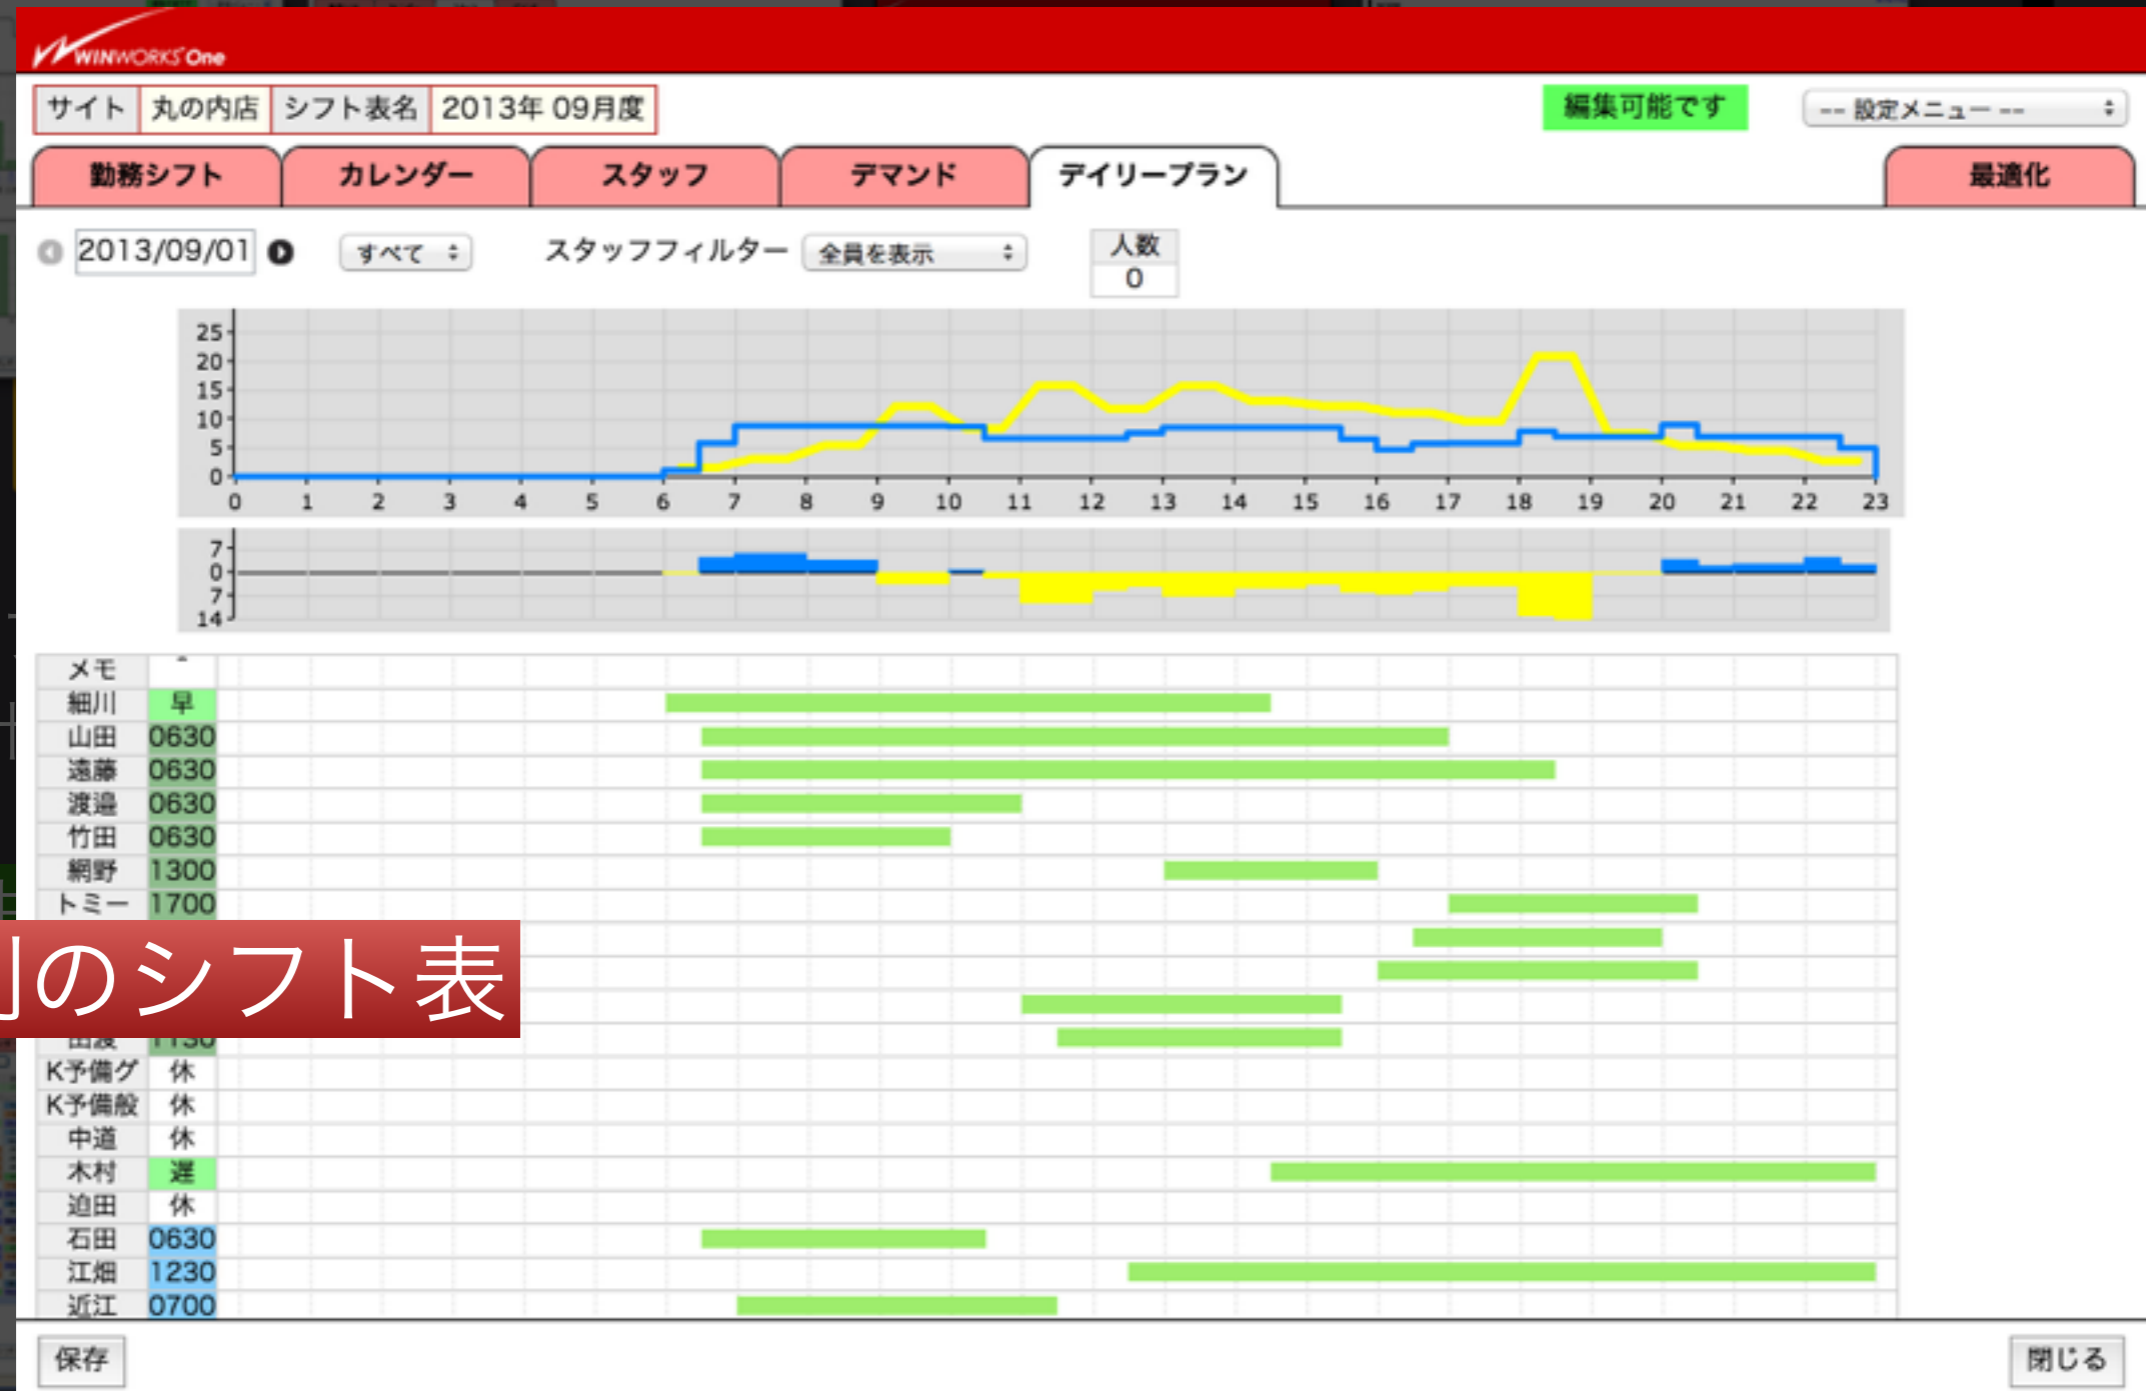 WINWORKS One
サイト 丸の内店 シフト表名 2013年 09月度 編集可能です -- 設定メニュー --
勤務シフト カレンダー スタッフ デマンド デイリープラン 最適化
2013/09/01 すべて スタッフフィルター 全員を表示 人数
0
25
20
15
10
5
0
0 1 2 3 4 5 6 7 8 9 10 11 12 13 14 15 16 17 18 19 20 21 22 23
7
0
7
14
メモ
細川 早
山田 0630
遠藤 0630
渡邉 0630
竹田 0630
網野 1300
トミー 1700
のシフト表
田渡 1130
K予備グ 休
K予備般 休
中道 休
木村 遅
迫田 休
石田 0630
江畑 1230
近江 0700
保存 閉じる